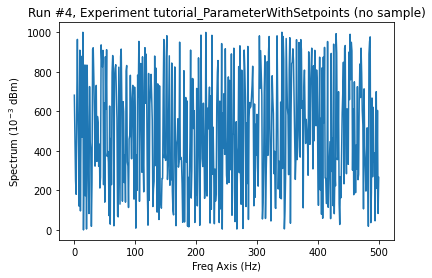 Run #4, Experiment tutorial_ParameterWithSetpoints (no sample)
Spectrum (10⁻³ dBm)
1000
800
600
400
200
0
0 100 200 300 400 500
Freq Axis (Hz)